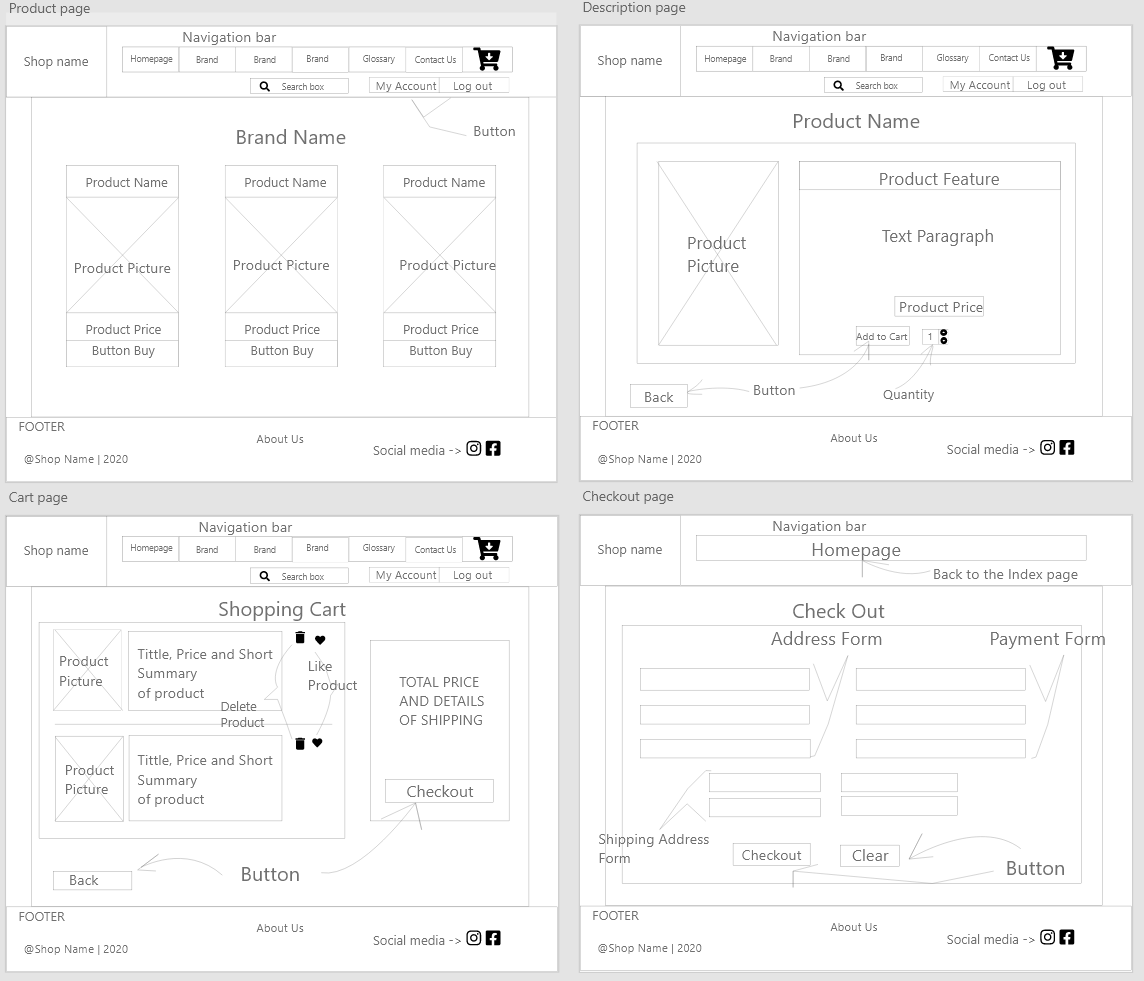 Product page
Navigation bar
Shop name
Homepage
Brand
Brand
Brand
Glossary
Contact Us
Search box
My Account
Log out
Button
Brand Name
Product Name
Product Name
Product Name
Product Picture
Product Picture
Product Picture
Product Price
Product Price
Product Price
Button Buy
Button Buy
Button Buy
FOOTER
About Us
Social media ->
@Shop Name | 2020
Description page
Navigation bar
Shop name
Homepage
Brand
Brand
Brand
Glossary
Contact Us
Search box
My Account
Log out
Product Name
Product
Picture
Product Feature
Text Paragraph
Product Price
Add to Cart
1
Button
Quantity
Back
FOOTER
About Us
Social media ->
@Shop Name | 2020
Cart page
Navigation bar
Shop name
Homepage
Brand
Brand
Brand
Glossary
Contact Us
Search box
My Account
Log out
Shopping Cart
Product
Picture
Tittle, Price and Short
Summary
of product
Like
Product
Delete
Product
Product
Picture
Tittle, Price and Short
Summary
of product
TOTAL PRICE
AND DETAILS
OF SHIPPING
Checkout
Button
Back
FOOTER
About Us
Social media ->
@Shop Name | 2020
Checkout page
Navigation bar
Shop name
Homepage
Back to the Index page
Check Out
Address Form
Payment Form
Shipping Address
Form
Checkout
Clear
Button
FOOTER
About Us
Social media ->
@Shop Name | 2020